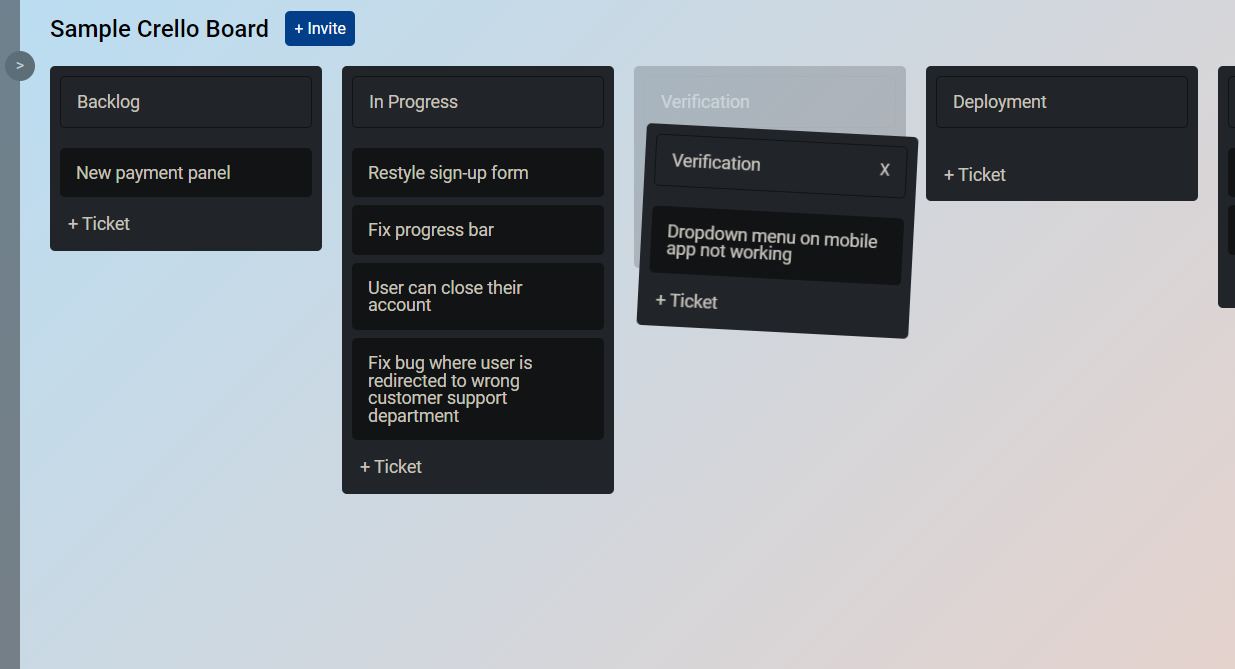 Sample Crello Board
+ Invite
>
Backlog
New payment panel
+ Ticket
In Progress
Restyle sign-up form
Fix progress bar
User can close their
account
Fix bug where user is
redirected to wrong
customer support
department
+ Ticket
Verification
Verification
X
Dropdown menu on mobile
app not working
+ Ticket
Deployment
+ Ticket